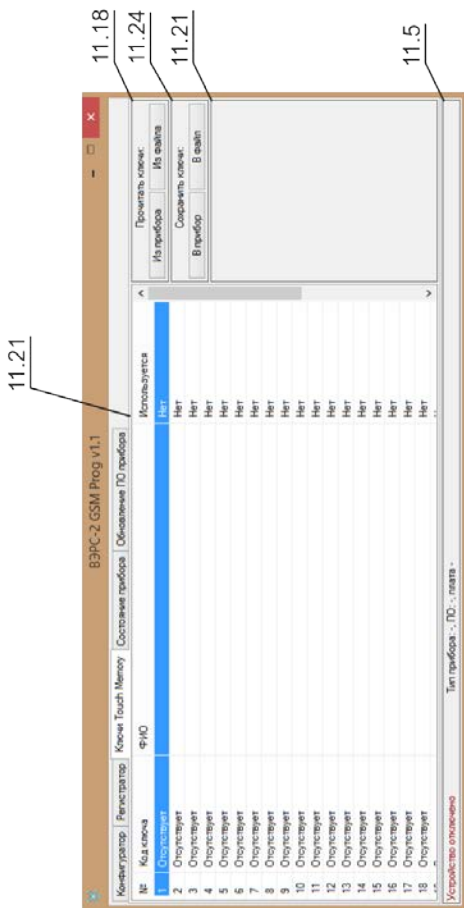 11.21
ВЭРС-2 GSM Prog v1.1
Конфигуратор Регистратор Ключи Touch Memory Состояние прибора Обновление ПО прибора
№ Код ключа ФИО Используется
1 Отсутствует Нет
2 Отсутствует Нет
3 Отсутствует Нет
4 Отсутствует Нет
5 Отсутствует Нет
6 Отсутствует Нет
7 Отсутствует Нет
8 Отсутствует Нет
9 Отсутствует Нет
10 Отсутствует Нет
11 Отсутствует Нет
12 Отсутствует Нет
13 Отсутствует Нет
14 Отсутствует Нет
15 Отсутствует Нет
16 Отсутствует Нет
17 Отсутствует Нет
18 Отсутствует Нет
Прочитать ключи:
Из прибора Из файла
Сохранить ключи:
В прибор В файл
11.18
11.24
11.21
Устройство отключено Тип прибора: -, ПО: -, плата -
11.5